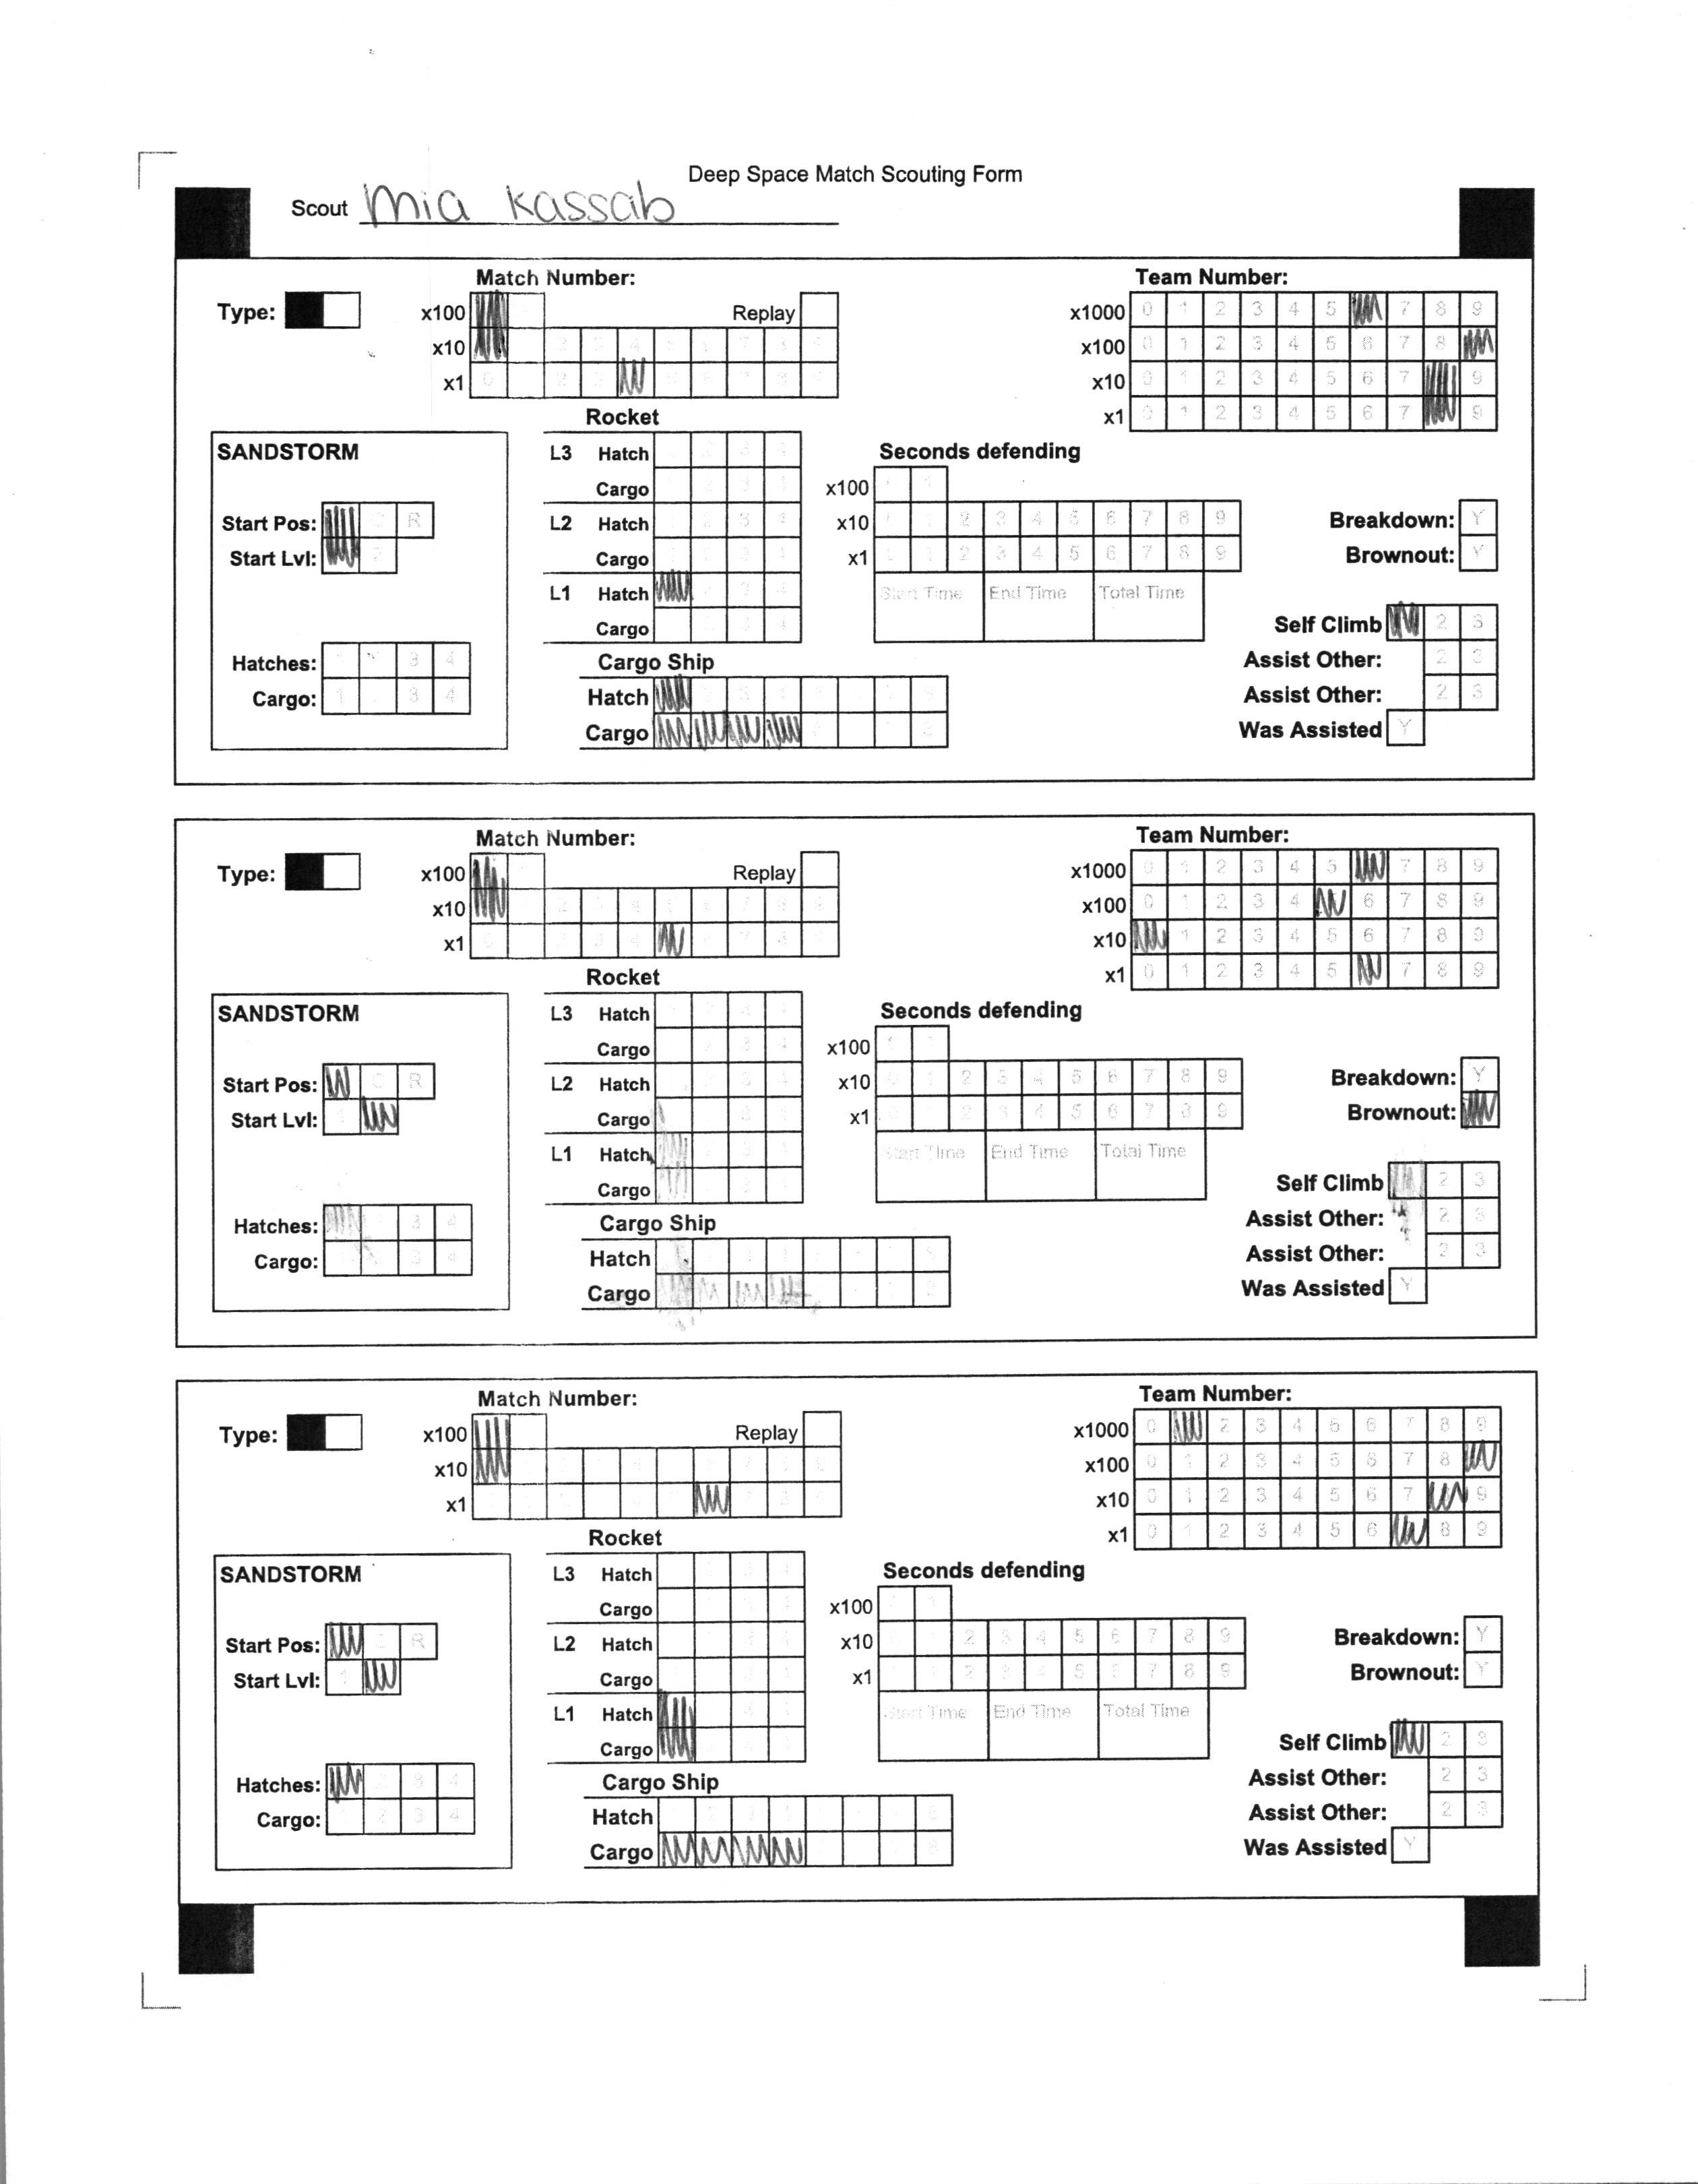 Deep Space Match Scouting Form
Scout Mia Kassab
Match Number: Team Number:
Type: x100 Replay x1000 0 1 2 3 4 5 7 8 9
x10 x100 0 1 2 3 4 5 6 7 8
x1 x10 0 1 2 3 4 5 6 7 9
x1 0 1 2 3 4 5 6 7 9
Rocket
SANDSTORM L3 Hatch Seconds defending
Cargo x100
Start Pos: R L2 Hatch x10 2 3 4 5 6 7 8 9 Breakdown: Y
Start Lvl: 2 Cargo x1 2 3 4 5 6 7 8 9 Brownout: Y
L1 Hatch Start Time End Time Total Time
Cargo Self Climb 2 3
Hatches: 3 4 Cargo Ship Assist Other: 2 3
Cargo: 1 3 4 Hatch Assist Other: 2 3
Cargo Was Assisted Y
Match Number: Team Number:
Type: x100 Replay x1000 0 1 2 3 4 5 7 8 9
x10 x100 0 1 2 3 4 6 7 8 9
x1 x10 1 2 3 4 5 6 7 8 9
x1 0 1 2 3 4 5 7 8 9
Rocket
SANDSTORM L3 Hatch Seconds defending
Cargo x100
Start Pos: C R L2 Hatch x10 1 2 3 4 5 6 7 8 9 Breakdown: Y
Start Lvl: Cargo x1 2 3 4 5 6 7 8 9 Brownout:
L1 Hatch Start Time End Time Total Time
Cargo Self Climb 2 3
Hatches: 3 4 Cargo Ship Assist Other: 2 3
Cargo: 3 4 Hatch Assist Other: 2 3
Cargo Was Assisted Y
Match Number: Team Number:
Type: x100 Replay x1000 0 2 3 4 5 6 7 8 9
x10 x100 0 1 2 3 4 5 6 7 8
x1 x10 0 1 2 3 4 5 6 7 9
x1 0 1 2 3 4 5 6 8 9
Rocket
SANDSTORM L3 Hatch Seconds defending
Cargo x100
Start Pos: C R L2 Hatch x10 2 3 4 5 6 7 8 9 Breakdown: Y
Start Lvl: 1 Cargo x1 2 3 4 5 6 7 8 9 Brownout: Y
L1 Hatch Start Time End Time Total Time
Cargo Self Climb 2 3
Hatches: 2 3 4 Cargo Ship Assist Other: 2 3
Cargo: 2 3 4 Hatch Assist Other: 2 3
Cargo Was Assisted Y